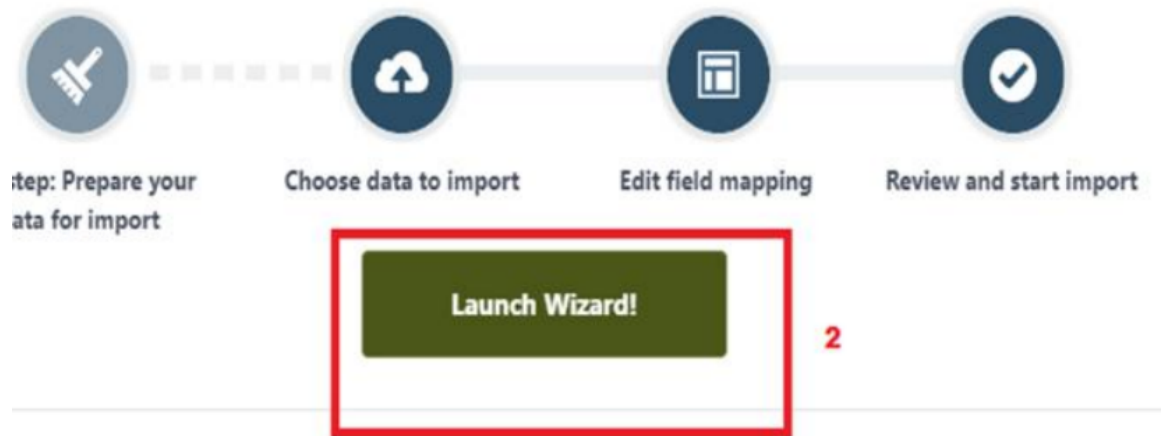 step: Prepare your
ata for import
Choose data to import
Edit field mapping
Review and start import
Launch Wizard!
2